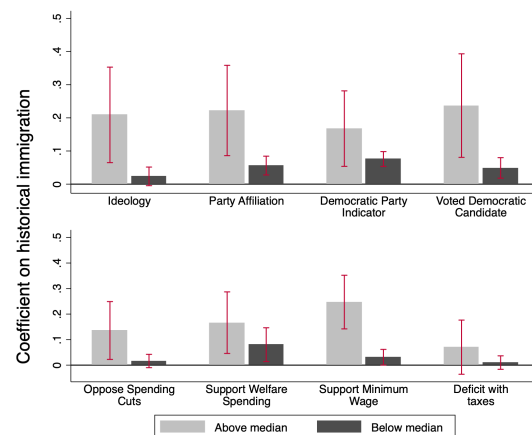 Coefficient on historical immigration
.5
.4
.3
.2
.1
0
Ideology
Party Affiliation
Democratic Party
Indicator
Voted Democratic
Candidate
.5
.4
.3
.2
.1
0
Oppose Spending
Cuts
Support Welfare
Spending
Support Minimum
Wage
Deficit with
taxes
Above median
Below median